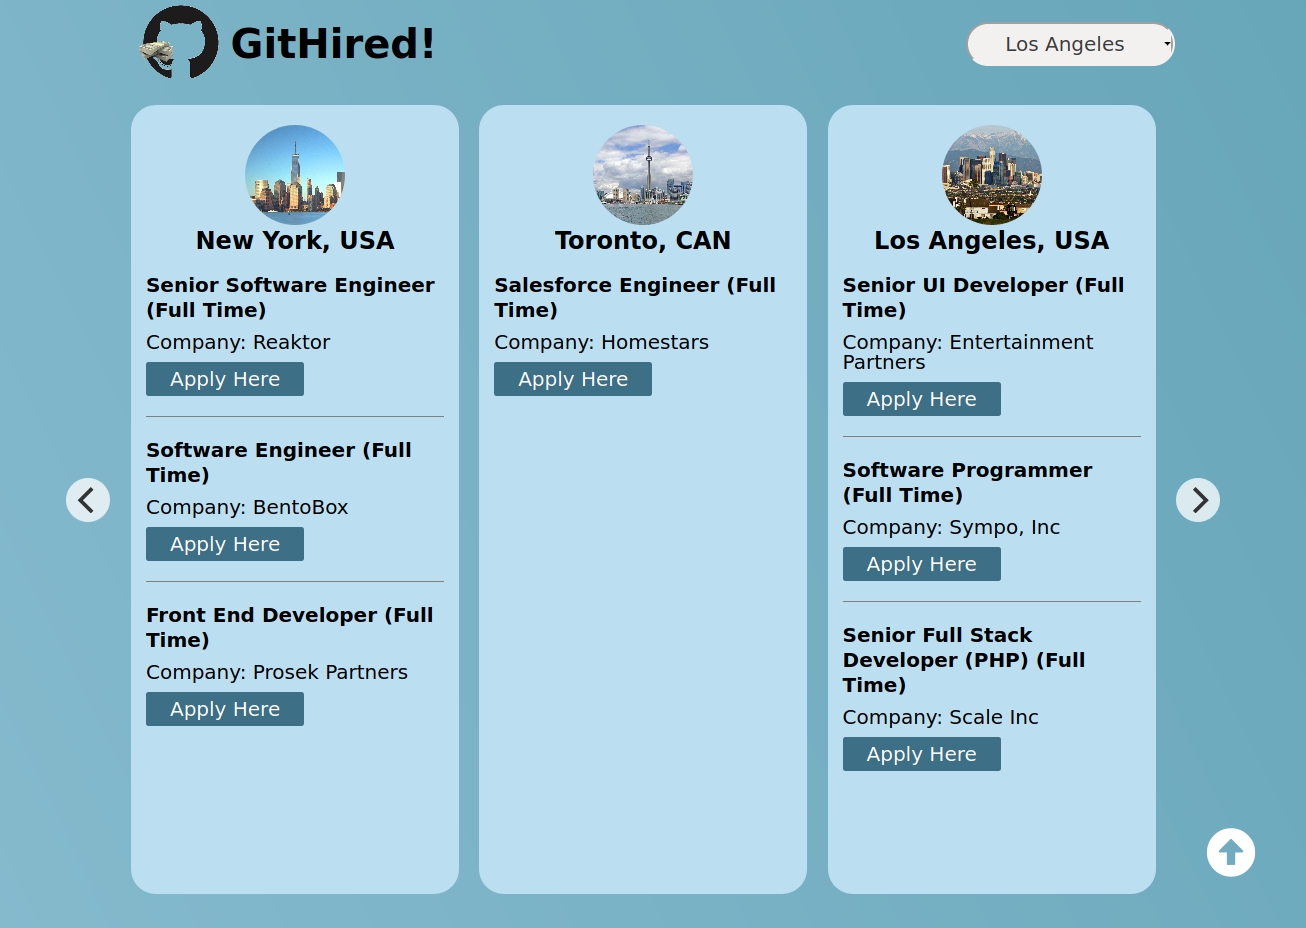 GitHired!
Los Angeles
New York, USA
Senior Software Engineer
(Full Time)
Company: Reaktor
Apply Here
Software Engineer (Full
Time)
Company: BentoBox
Apply Here
Front End Developer (Full
Time)
Company: Prosek Partners
Apply Here
Toronto, CAN
Salesforce Engineer (Full
Time)
Company: Homestars
Apply Here
Los Angeles, USA
Senior UI Developer (Full
Time)
Company: Entertainment
Partners
Apply Here
Software Programmer
(Full Time)
Company: Sympo, Inc
Apply Here
Senior Full Stack
Developer (PHP) (Full
Time)
Company: Scale Inc
Apply Here